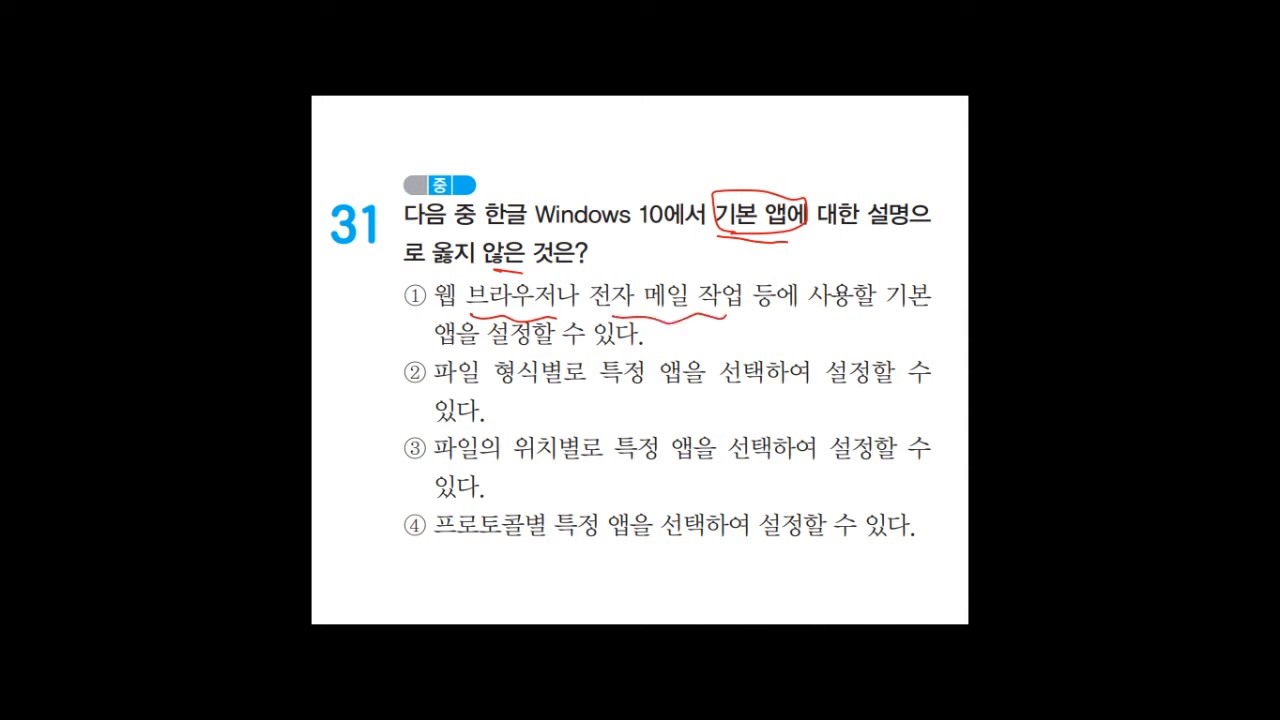 중
31 다음 중 한글 Windows 10에서 기본 앱에 대한 설명으
로 옳지 않은 것은?
① 웹 브라우저나 전자 메일 작업 등에 사용할 기본
앱을 설정할 수 있다.
② 파일 형식별로 특정 앱을 선택하여 설정할 수
있다.
③ 파일의 위치별로 특정 앱을 선택하여 설정할 수
있다.
④ 프로토콜별 특정 앱을 선택하여 설정할 수 있다.